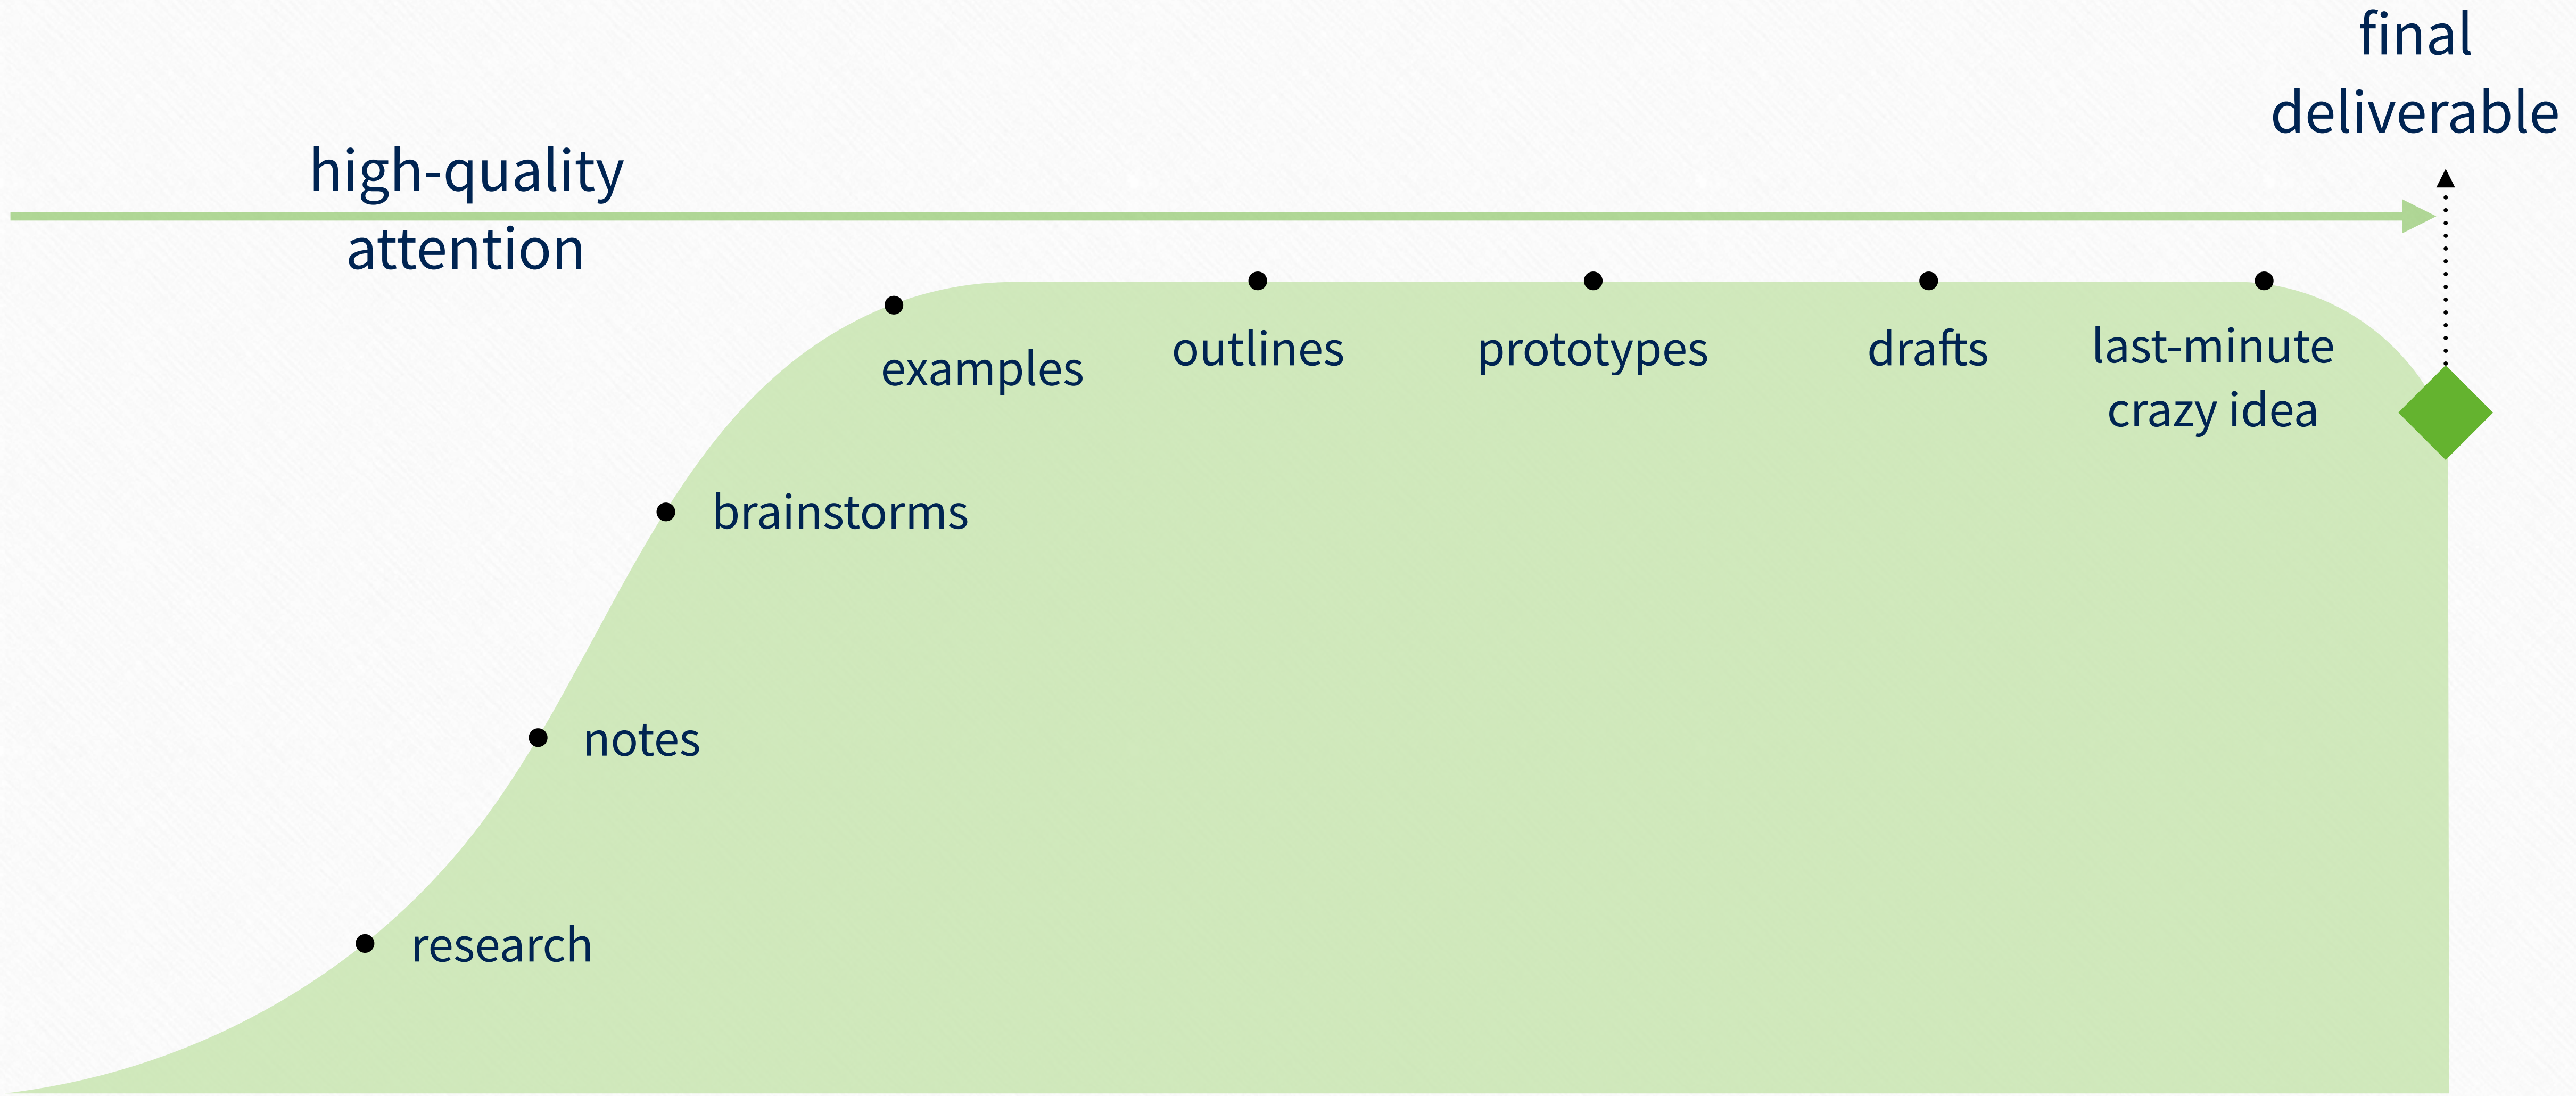 final
deliverable
high-quality
attention
examples
outlines
prototypes
drafts
last-minute
crazy idea
brainstorms
notes
research